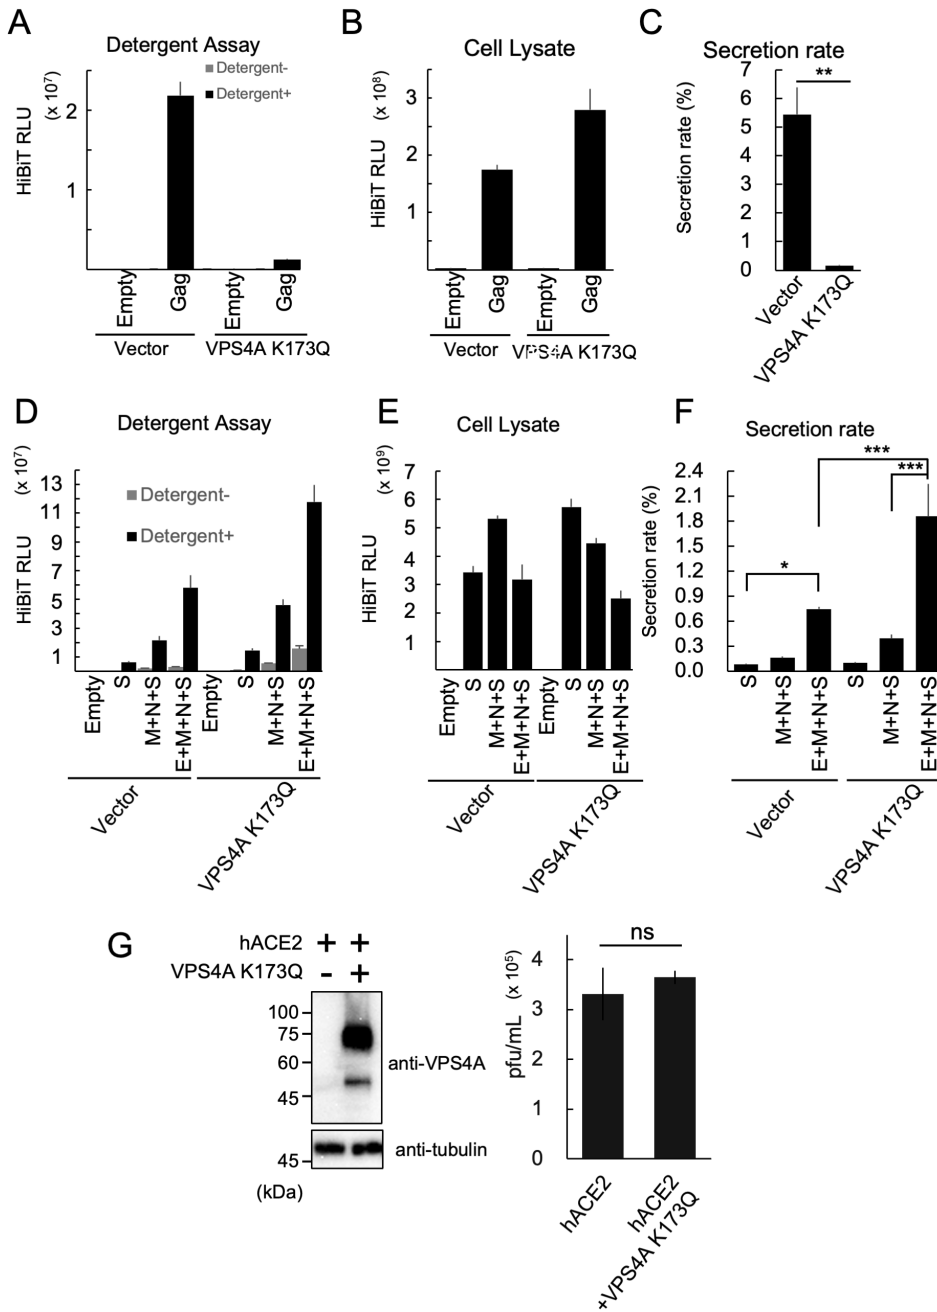 A
Detergent Assay
Detergent-
Detergent+
HiBiT RLU (x 10⁷)
2
1
Empty
Gag
Empty
Gag
Vector
VPS4A K173Q
B
Cell Lysate
HiBiT RLU (x 10⁸)
4
3
2
1
Empty
Gag
Empty
Gag
Vector
VPS4A K173Q
C
Secretion rate
Secretion rate (%)
7
6
5
4
3
2
1
0
**
Vector
VPS4A K173Q
D
Detergent Assay
Detergent-
Detergent+
HiBiT RLU (x 10⁷)
13
11
9
7
5
3
1
Empty
S
M+N+S
E+M+N+S
Empty
S
M+N+S
E+M+N+S
Vector
VPS4A K173Q
E
Cell Lysate
HiBiT RLU (x 10⁹)
7
6
5
4
3
2
1
Empty
S
M+N+S
E+M+N+S
Empty
S
M+N+S
E+M+N+S
Vector
VPS4A K173Q
F
Secretion rate
Secretion rate (%)
2.4
2.1
1.8
1.5
1.2
0.9
0.6
0.3
0.0
*
***
***
S
M+N+S
E+M+N+S
S
M+N+S
E+M+N+S
Vector
VPS4A K173Q
G
hACE2 + +
VPS4A K173Q - +
100
75
60
45
anti-VPS4A
45
anti-tubulin
(kDa)
pfu/mL (x 10⁵)
4
3
2
1
0
ns
hACE2
hACE2
+VPS4A K173Q